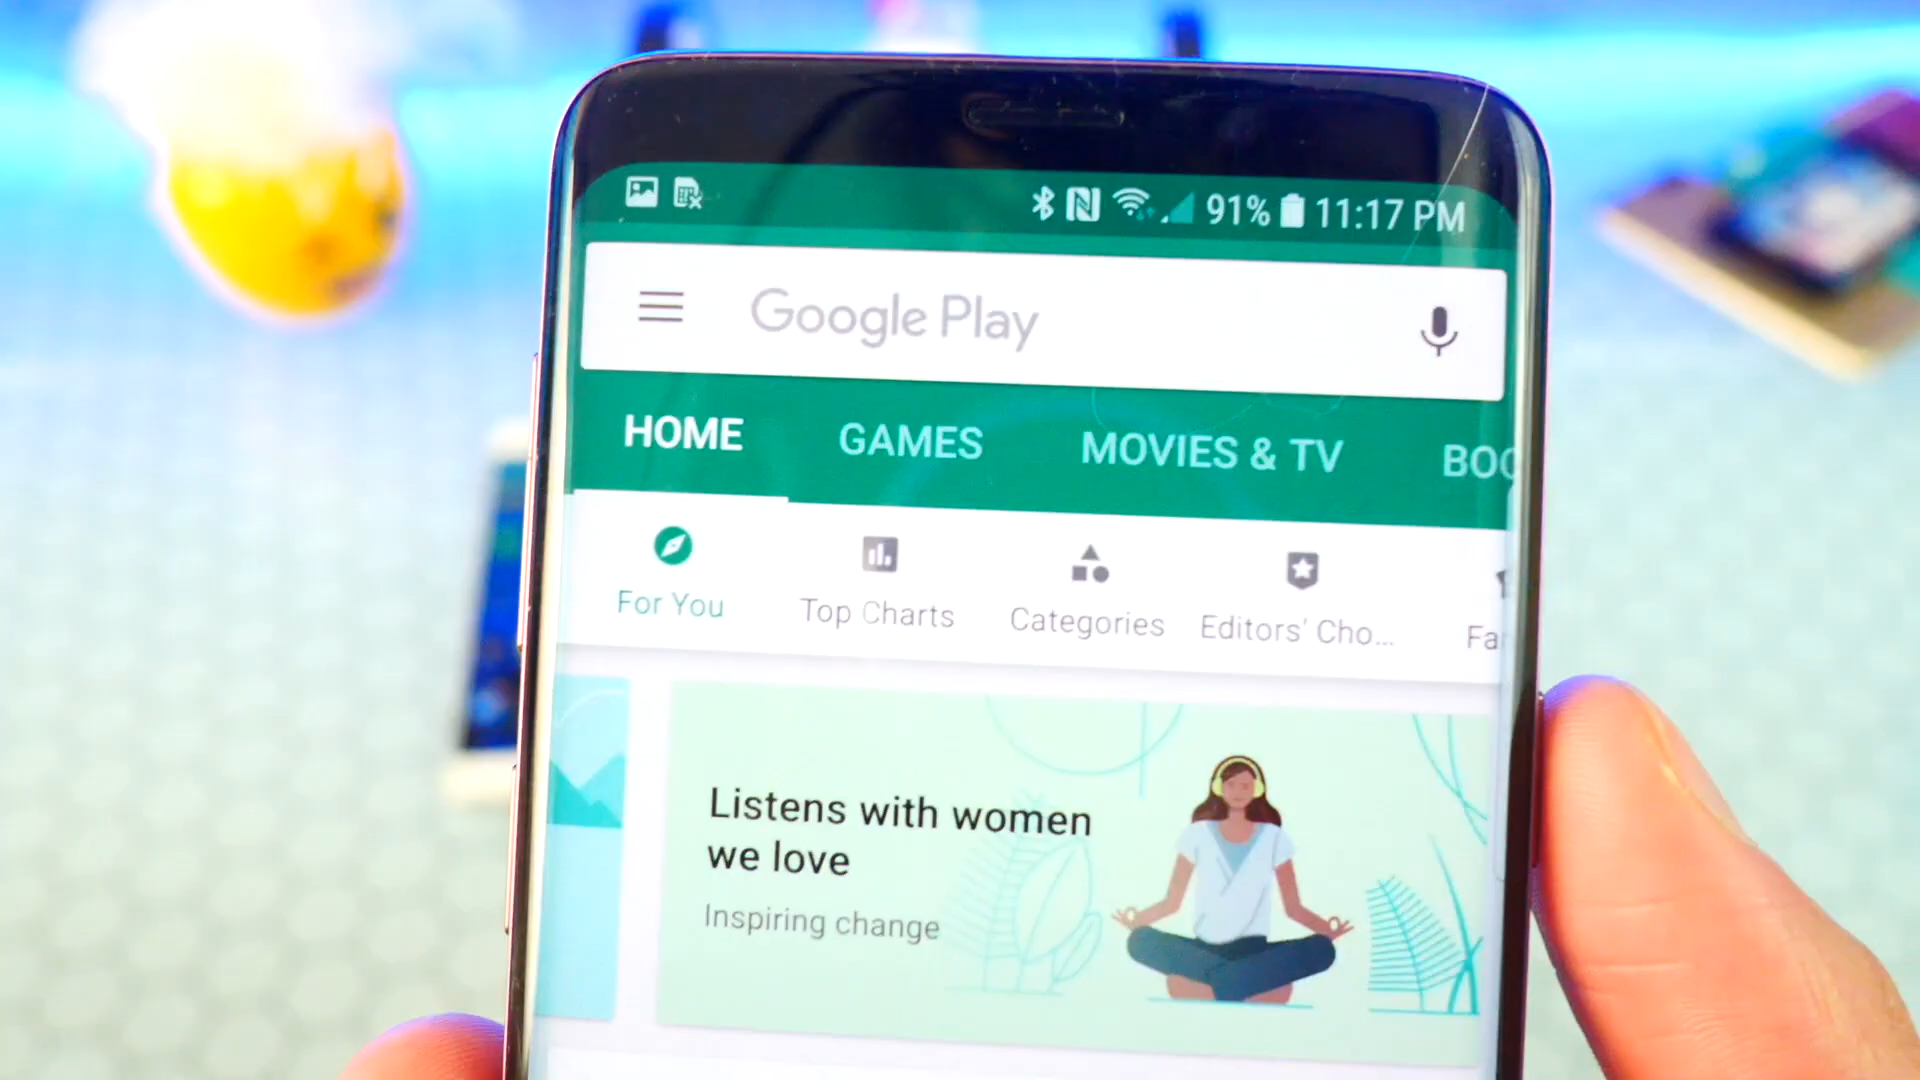 91% 11:17 PM
Google Play
HOME GAMES MOVIES & TV BOO
For You Top Charts Categories Editors' Cho... Fa
Listens with women
we love
Inspiring change